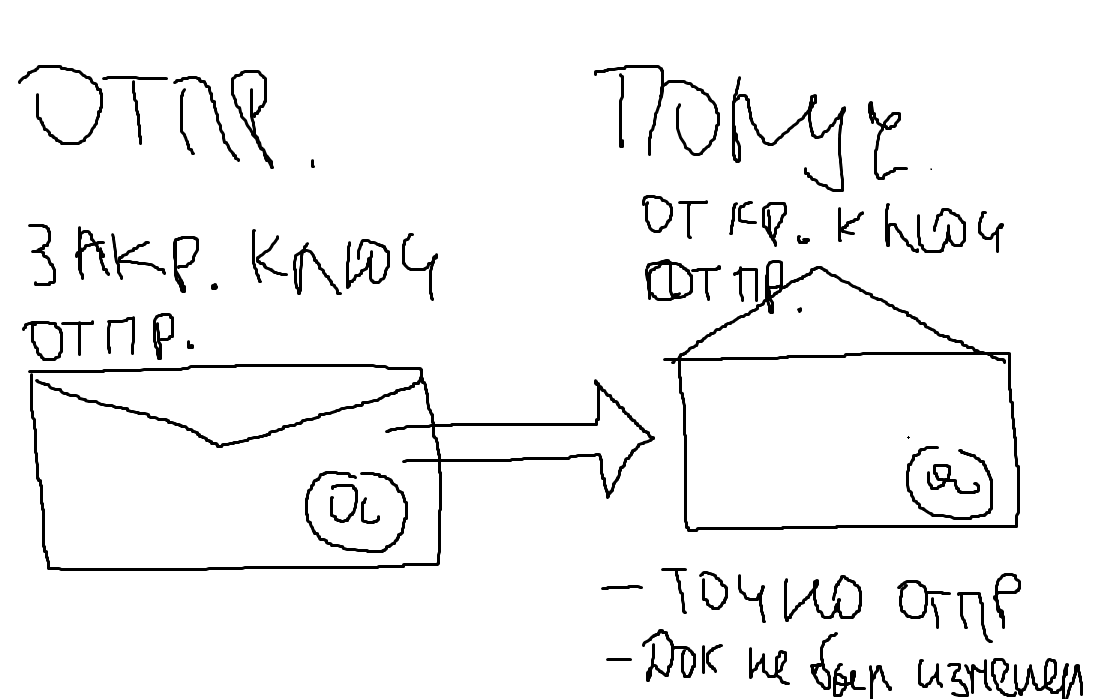 ОТПР.
ЗАКР. КЛЮЧ
ОТПР.
ПОЛУЧ.
ОТКР. КЛЮЧ
ОТПР.
- ТОЧНО ОТПР
- Док не был изменен